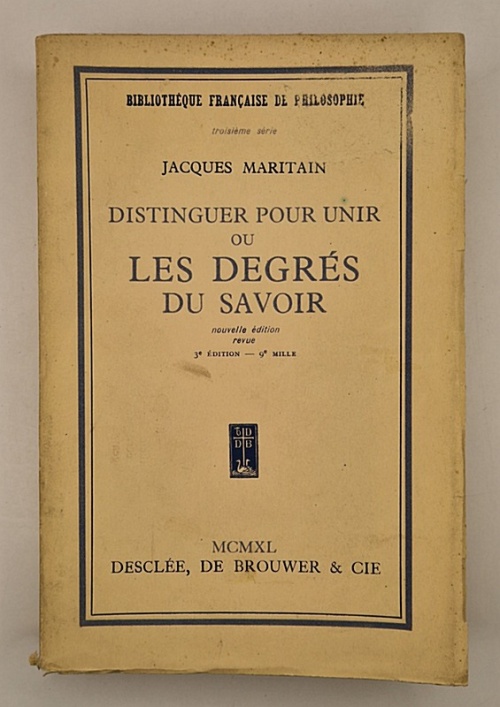 BIBLIOTHÈQUE FRANÇAISE DE PHILOSOPHIE
troisième série
JACQUES MARITAIN
DISTINGUER POUR UNIR
OU
LES DEGRÉS
DU SAVOIR
nouvelle édition
revue
3e ÉDITION — 9e MILLE
DDB
MCMXL
DESCLÉE, DE BROUWER & CIE